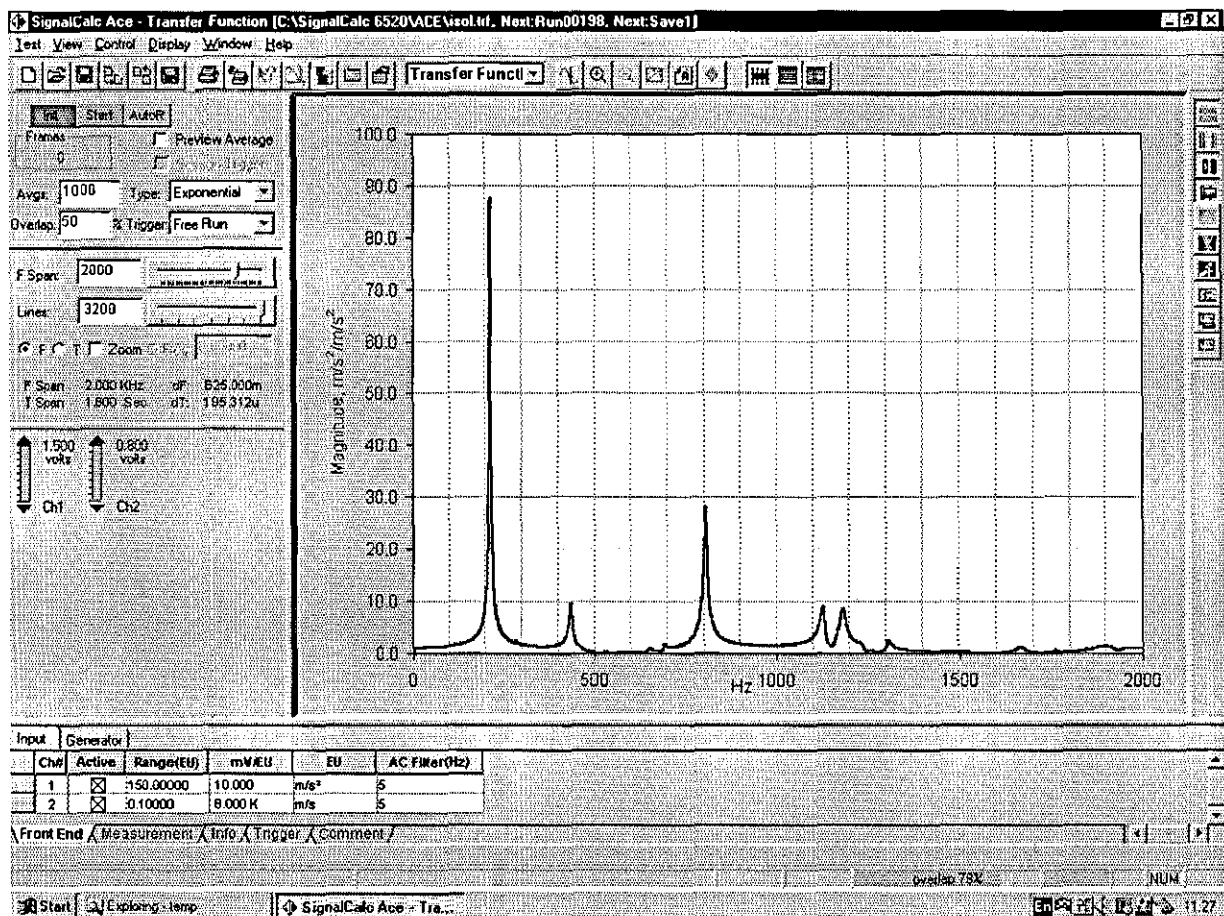 SignalCalc Ace - Transfer Function [C:\SignalCalc 6520\ACE\isol.trf, Next:Run00198, Next:Save1]
Test View Control Display Window Help
Transfer Functi
Init Start AutoR
Frames
0
Preview Average
Avgs: 1000 Type: Exponential
Overlap: 50 % Trigger: Free Run
F Span: 2000
Lines: 3200
F T Zoom
F Span 2.000 KHz dF: 625.000m
T Span 1.600 Sec dT: 195.312u
1.500 volts 0.800 volts
Ch1 Ch2
100.0
90.0
80.0
70.0
60.0
50.0
40.0
30.0
20.0
10.0
0.0
Magnitude, m/s²/m/s²
0 500 Hz 1000 1500 2000
Input Generator
Ch# Active Range(EU) mV/EU EU AC Filter(Hz)
1 150.00000 10.000 m/s² 5
2 0.10000 8.000 K m/s 5
Front End Measurement Info Trigger Comment
overlap 78% NUM
Start Exploring - temp SignalCalc Ace - Tra... En 11:27